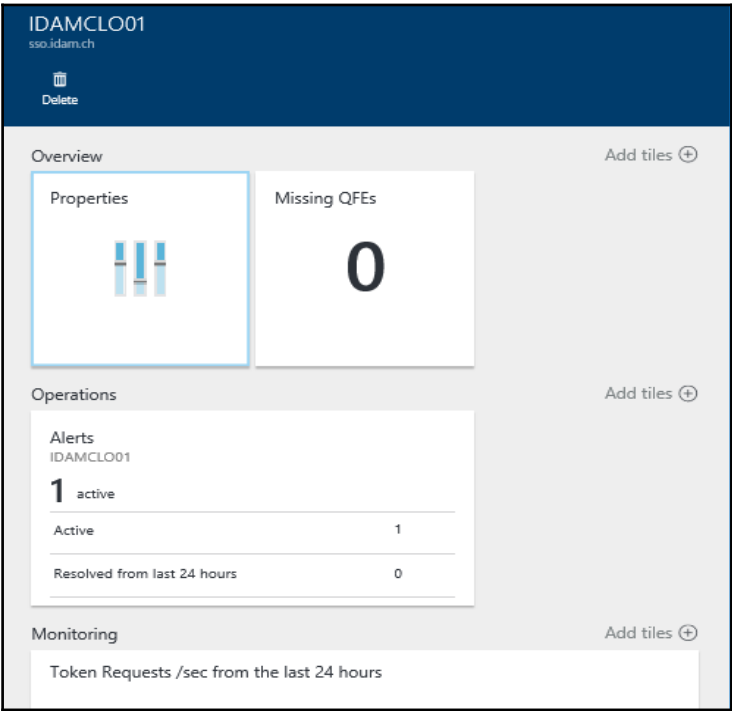 IDAMCLO01
sso.idam.ch
Delete
Overview
Add tiles
Properties
Missing QFEs
0
Operations
Add tiles
Alerts
IDAMCLO01
1 active
Active 1
Resolved from last 24 hours 0
Monitoring
Add tiles
Token Requests /sec from the last 24 hours